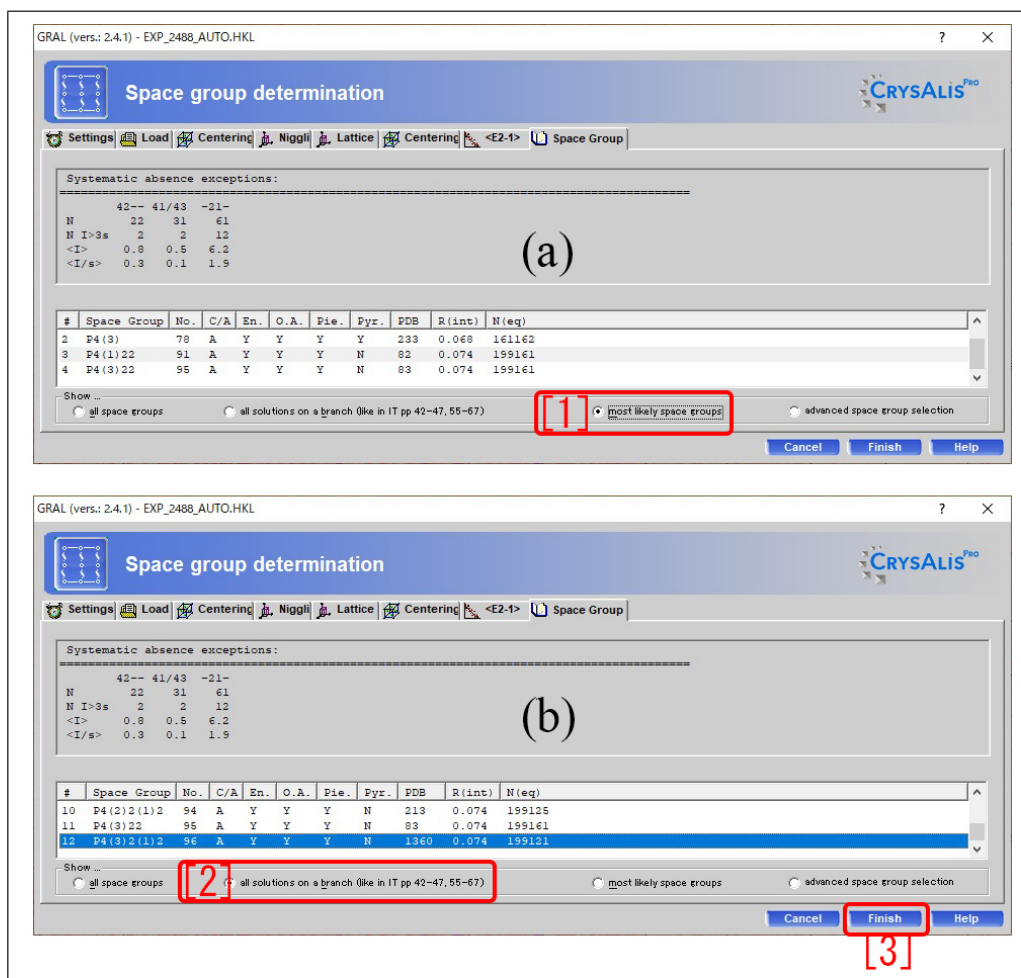 GRAL (vers.: 2.4.1) - EXP_2488_AUTO.HKL ? ×
Space group determination
CRYSALIS PRO
Settings Load Centering Niggli Lattice Centering <E2-1> Space Group
Systematic absence exceptions:
42-- 41/43 -21-
N 22 31 61
N I>3s 2 2 12
<I> 0.8 0.5 6.2
<I/s> 0.3 0.1 1.9
(a)
# Space Group No. C/A En. O.A. Pie. Pyr. PDB R(int) N(eq)
2 P4(3) 78 A Y Y Y Y 233 0.068 161162
3 P4(1)22 91 A Y Y Y N 82 0.074 199161
4 P4(3)22 95 A Y Y Y N 83 0.074 199161
Show ...
all space groups all solutions on a branch (like in IT pp 42-47, 55-67) [1] most likely space groups advanced space group selection
Cancel Finish Help
GRAL (vers.: 2.4.1) - EXP_2488_AUTO.HKL ? ×
Space group determination
CRYSALIS PRO
Settings Load Centering Niggli Lattice Centering <E2-1> Space Group
Systematic absence exceptions:
42-- 41/43 -21-
N 22 31 61
N I>3s 2 2 12
<I> 0.8 0.5 6.2
<I/s> 0.3 0.1 1.9
(b)
# Space Group No. C/A En. O.A. Pie. Pyr. PDB R(int) N(eq)
10 P4(2)2(1)2 94 A Y Y Y N 213 0.074 199125
11 P4(3)22 95 A Y Y Y N 83 0.074 199161
12 P4(3)2(1)2 96 A Y Y Y N 1360 0.074 199121
Show ...
all space groups [2] all solutions on a branch (like in IT pp 42-47, 55-67) most likely space groups advanced space group selection
Cancel Finish Help
[3]